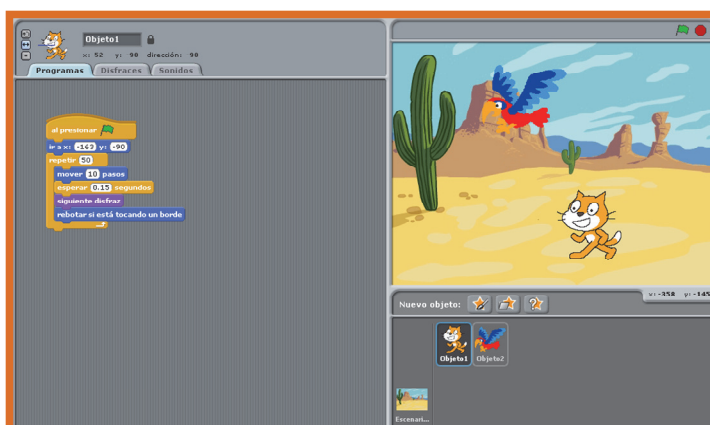 Objeto1
x: 52 y: 90 dirección: 90
Programas Disfraces Sonidos
al presionar
ir a x: -163 y: -90
repetir 50
mover 10 pasos
esperar 0.15 segundos
siguiente disfraz
rebotar si está tocando un borde
x: -358 y: -145
Nuevo objeto:
Objeto1 Objeto2
Escenari...